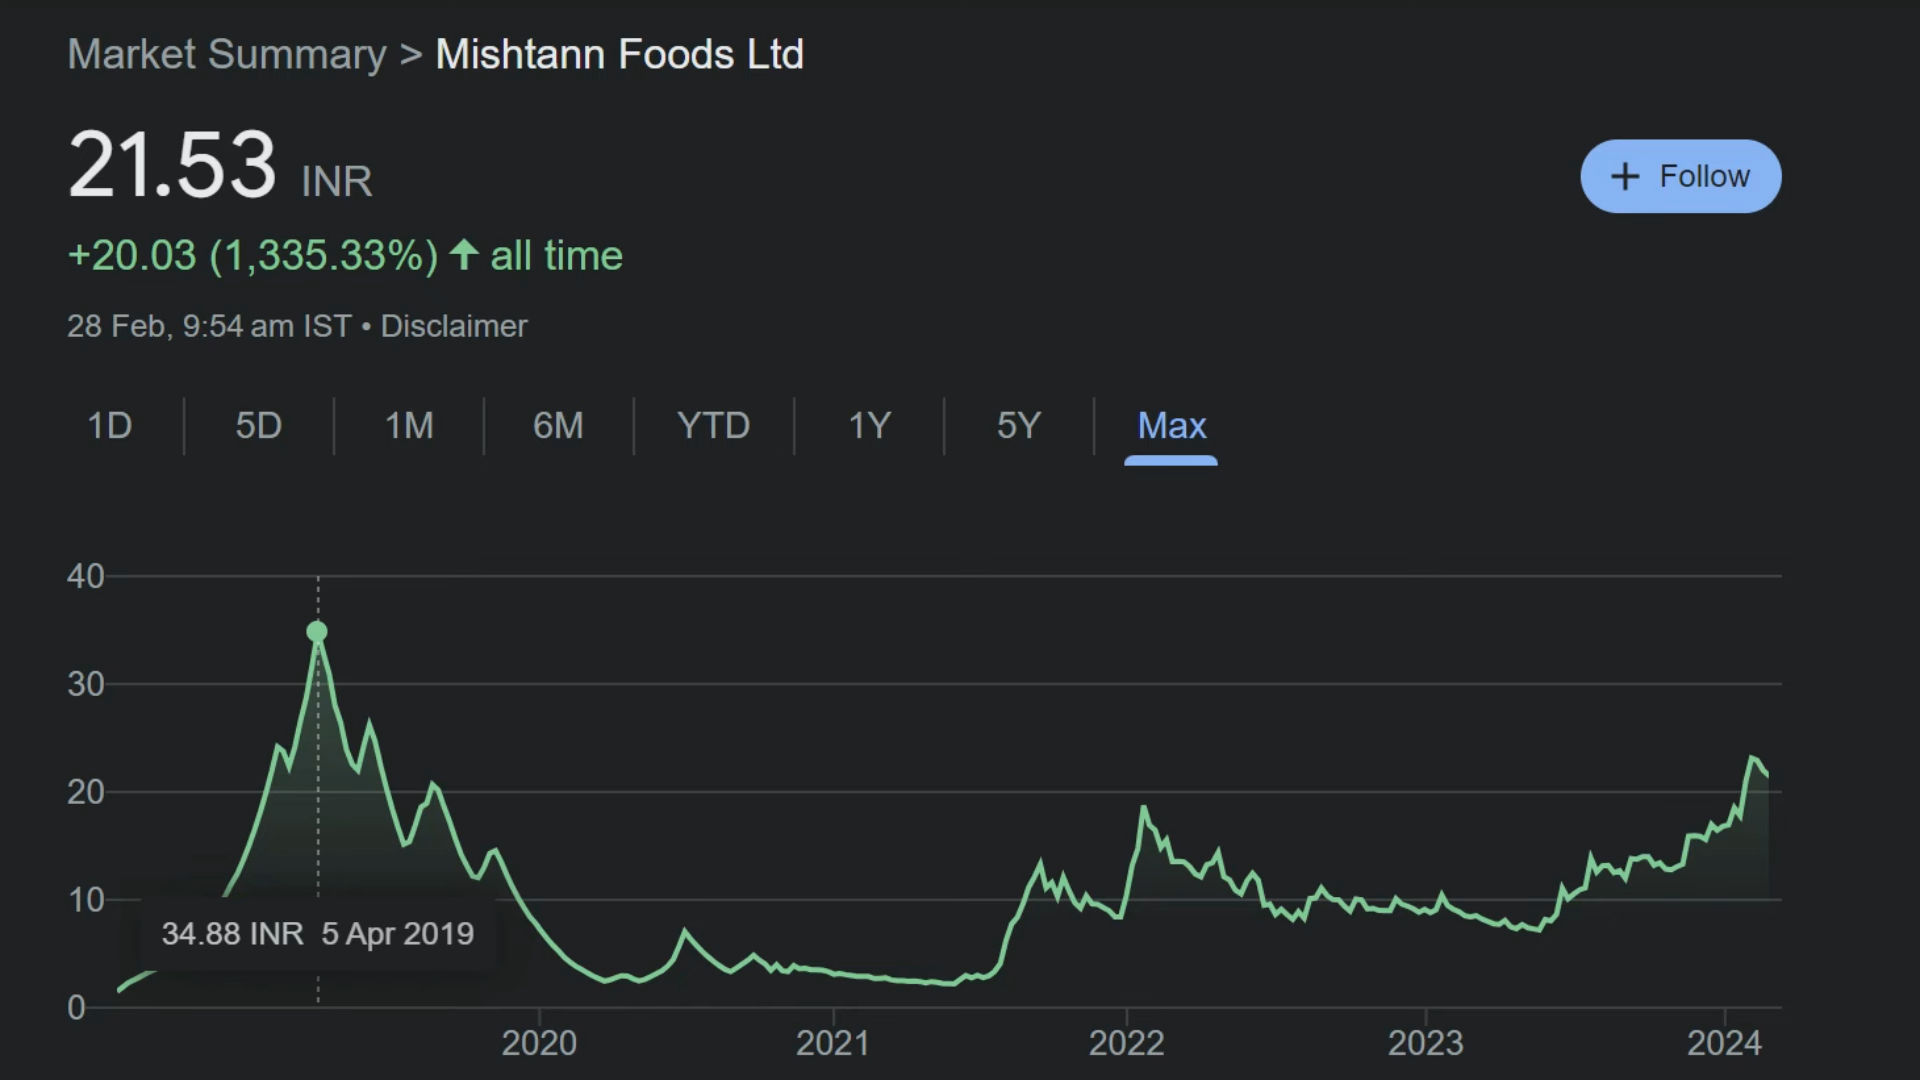 Market Summary > Mishtann Foods Ltd
21.53 INR
+ Follow
+20.03 (1,335.33%) ↑ all time
28 Feb, 9:54 am IST • Disclaimer
1D 5D 1M 6M YTD 1Y 5Y Max
40
30
20
10
34.88 INR 5 Apr 2019
0
2020 2021 2022 2023 2024